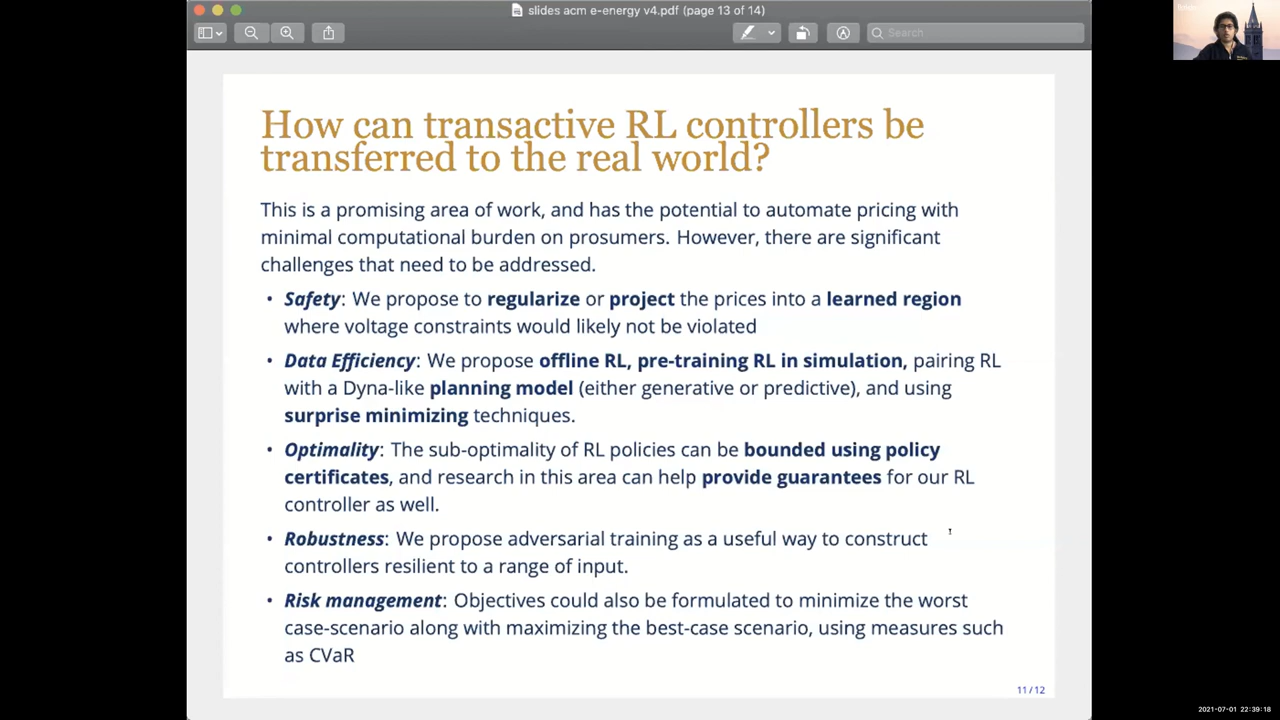 slides acm e-energy v4.pdf (page 13 of 14)
Search
How can transactive RL controllers be
transferred to the real world?
This is a promising area of work, and has the potential to automate pricing with
minimal computational burden on prosumers. However, there are significant
challenges that need to be addressed.
• Safety: We propose to regularize or project the prices into a learned region
where voltage constraints would likely not be violated
• Data Efficiency: We propose offline RL, pre-training RL in simulation, pairing RL
with a Dyna-like planning model (either generative or predictive), and using
surprise minimizing techniques.
• Optimality: The sub-optimality of RL policies can be bounded using policy
certificates, and research in this area can help provide guarantees for our RL
controller as well.
• Robustness: We propose adversarial training as a useful way to construct
controllers resilient to a range of input.
• Risk management: Objectives could also be formulated to minimize the worst
case-scenario along with maximizing the best-case scenario, using measures such
as CVaR
11 / 12
2021-07-01 22:39:18